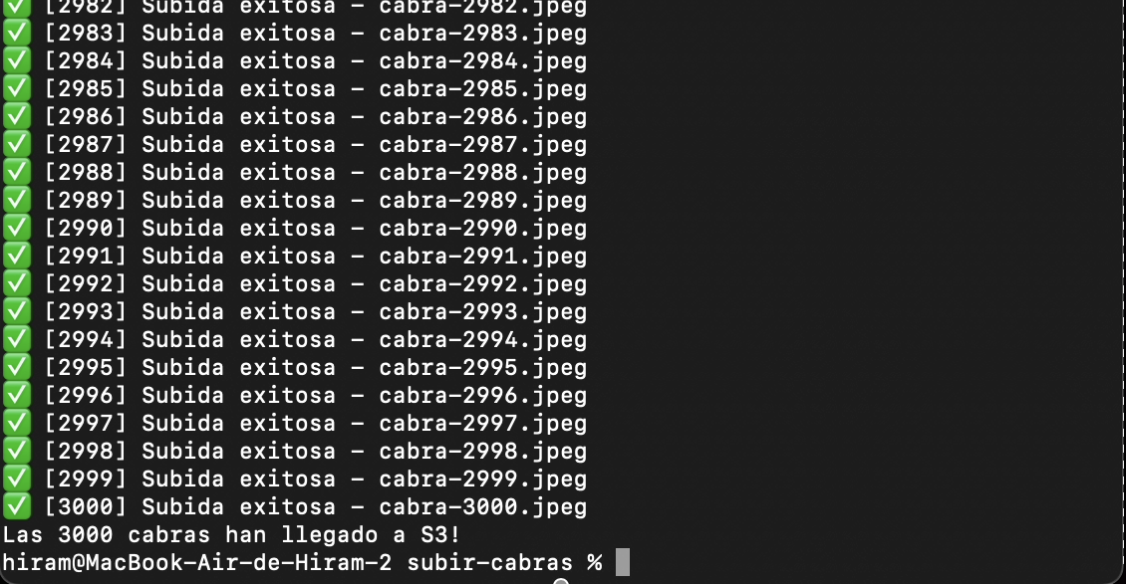 ✅ [2982] Subida exitosa - cabra-2982.jpeg
✅ [2983] Subida exitosa - cabra-2983.jpeg
✅ [2984] Subida exitosa - cabra-2984.jpeg
✅ [2985] Subida exitosa - cabra-2985.jpeg
✅ [2986] Subida exitosa - cabra-2986.jpeg
✅ [2987] Subida exitosa - cabra-2987.jpeg
✅ [2988] Subida exitosa - cabra-2988.jpeg
✅ [2989] Subida exitosa - cabra-2989.jpeg
✅ [2990] Subida exitosa - cabra-2990.jpeg
✅ [2991] Subida exitosa - cabra-2991.jpeg
✅ [2992] Subida exitosa - cabra-2992.jpeg
✅ [2993] Subida exitosa - cabra-2993.jpeg
✅ [2994] Subida exitosa - cabra-2994.jpeg
✅ [2995] Subida exitosa - cabra-2995.jpeg
✅ [2996] Subida exitosa - cabra-2996.jpeg
✅ [2997] Subida exitosa - cabra-2997.jpeg
✅ [2998] Subida exitosa - cabra-2998.jpeg
✅ [2999] Subida exitosa - cabra-2999.jpeg
✅ [3000] Subida exitosa - cabra-3000.jpeg
Las 3000 cabras han llegado a S3!
hiram@MacBook-Air-de-Hiram-2 subir-cabras %